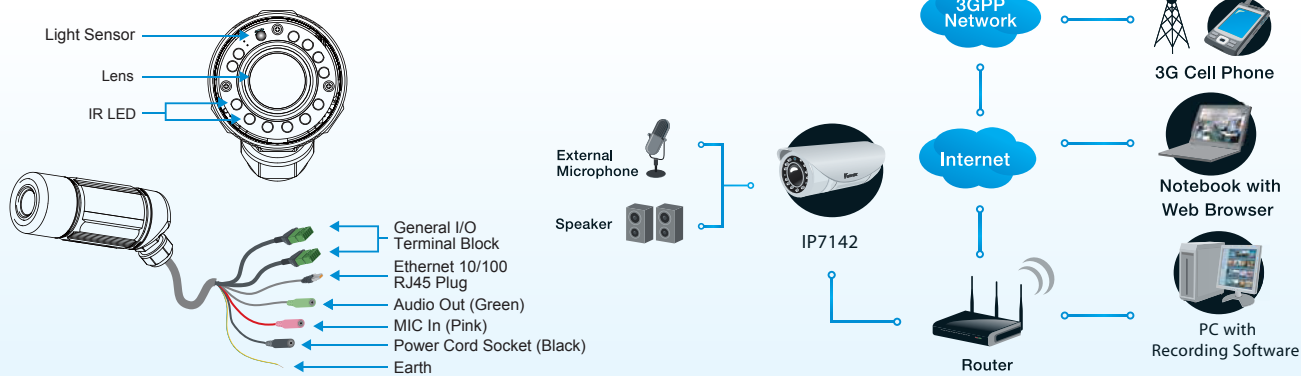 Light Sensor
Lens
IR LED
General I/O
Terminal Block
Ethernet 10/100
RJ45 Plug
Audio Out (Green)
MIC In (Pink)
Power Cord Socket (Black)
Earth
External
Microphone
Speaker
IP7142
3GPP
Network
Internet
Router
3G Cell Phone
Notebook with
Web Browser
PC with
Recording Software